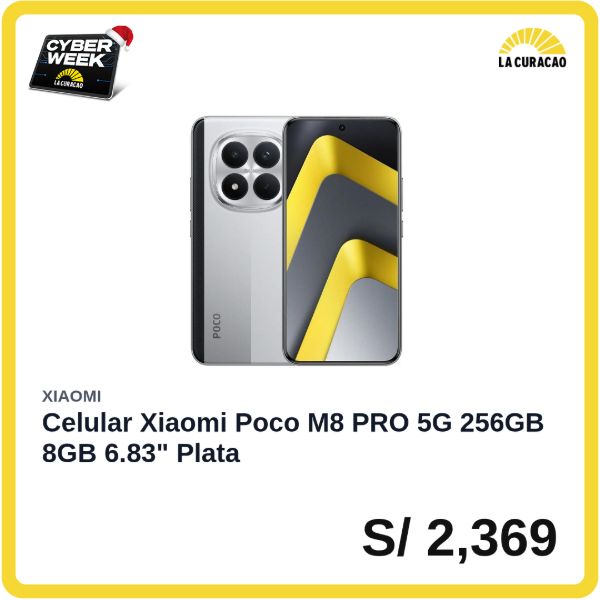 CYBER
WEEK
LA CURACAO
LA CURACAO
POCO
XIAOMI
Celular Xiaomi Poco M8 PRO 5G 256GB
8GB 6.83" Plata
S/ 2,369